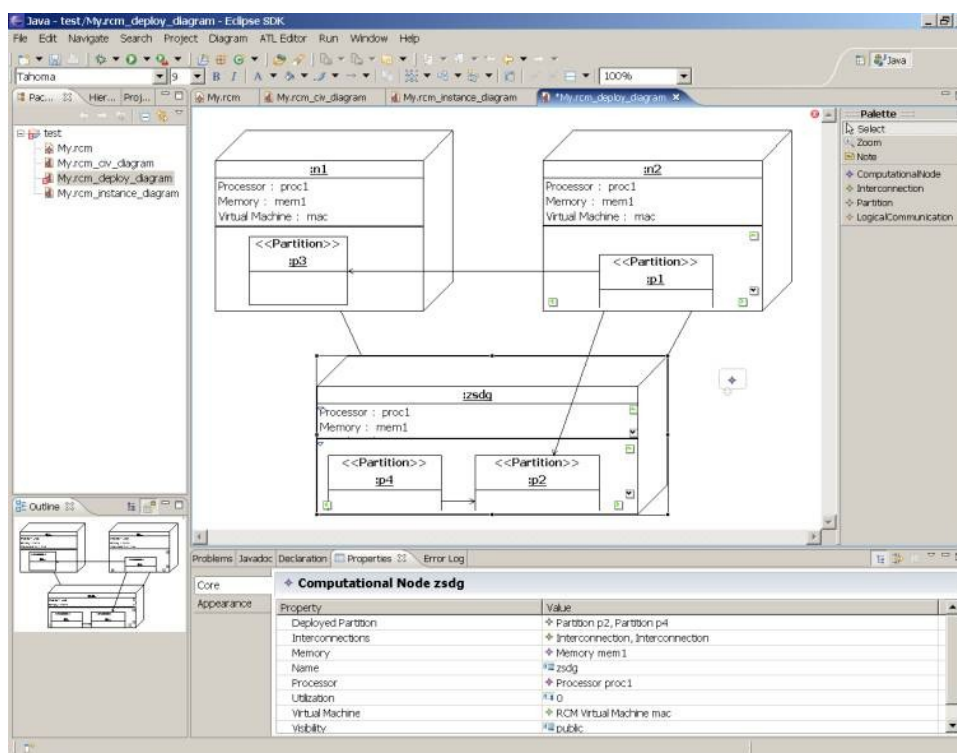 Java - test/My.rcm_deploy_diagram - Eclipse SDK
File Edit Navigate Search Project Diagram ATL Editor Run Window Help
Tahoma 9 B I A 100% Java
Pac... Hier... Proj...
My.rcm My.rcm_civ_diagram My.rcm_instance_diagram *My.rcm_deploy_diagram
test
My.rcm
My.rcm_civ_diagram
My.rcm_deploy_diagram
My.rcm_instance_diagram
:n1
Processor : proc1
Memory : mem1
Virtual Machine : mac
<<Partition>>
:p3
:n2
Processor : proc1
Memory : mem1
Virtual Machine : mac
<<Partition>>
:p1
:zsdg
Processor : proc1
Memory : mem1
<<Partition>>
:p4
<<Partition>>
:p2
Palette
Select
Zoom
Note
ComputationalNode
Interconnection
Partition
LogicalCommunication
Outline
Problems Javadoc Declaration Properties Error Log
Core
Appearance
Computational Node zsdg
Property Value
Deployed Partition Partition p2, Partition p4
Interconnections Interconnection, Interconnection
Memory Memory mem1
Name zsdg
Processor Processor proc1
Utilization 0
Virtual Machine RCM Virtual Machine mac
Visibility public